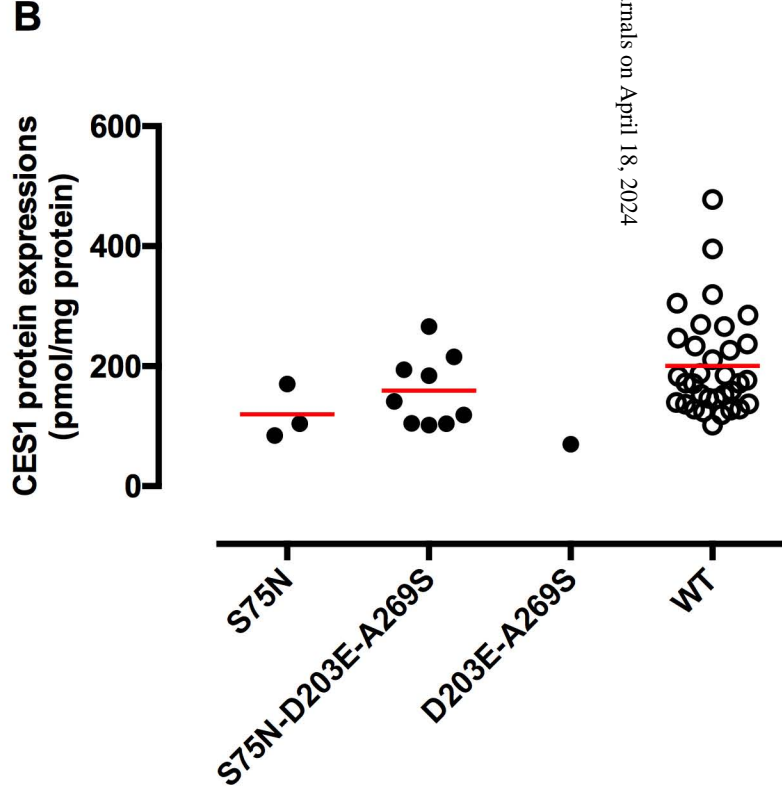 B
rnals on April 18, 2024
CES1 protein expressions
(pmol/mg protein)
600
400
200
0
S75N
S75N-D203E-A269S
D203E-A269S
WT